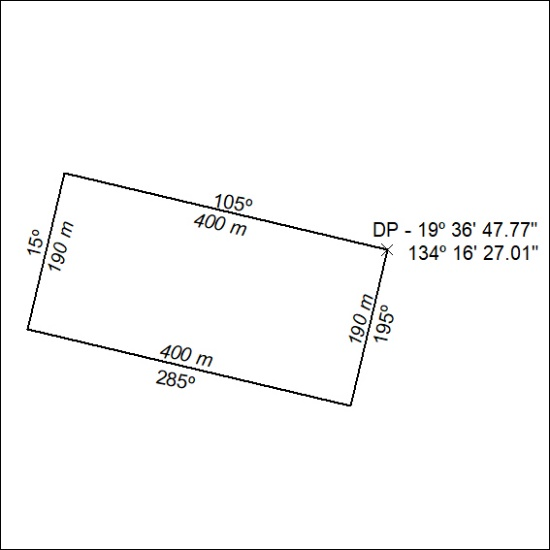 105º
400 m
DP - 19º 36' 47.77"
134º 16' 27.01"
15º
190 m
190 m
195º
400 m
285º